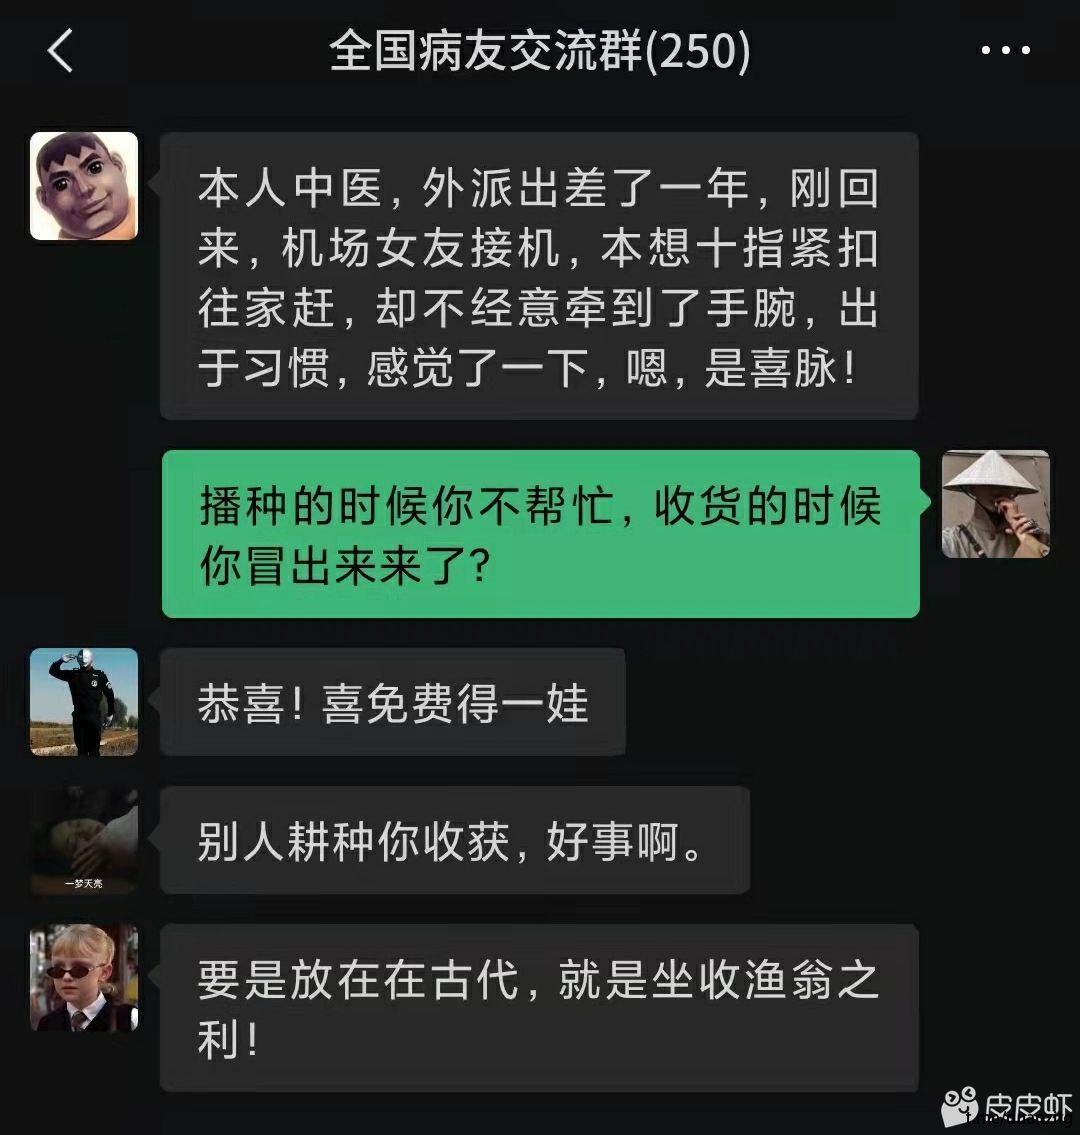 全国病友交流群(250)
本人中医，外派出差了一年，刚回
来，机场女友接机，本想十指紧扣
往家赶，却不经意牵到了手腕，出
于习惯，感觉了一下，嗯，是喜脉！
播种的时候你不帮忙，收货的时候
你冒出来来了？
恭喜！喜免费得一娃
别人耕种你收获，好事啊。
一梦天亮
要是放在在古代，就是坐收渔翁之
利！
皮皮虾